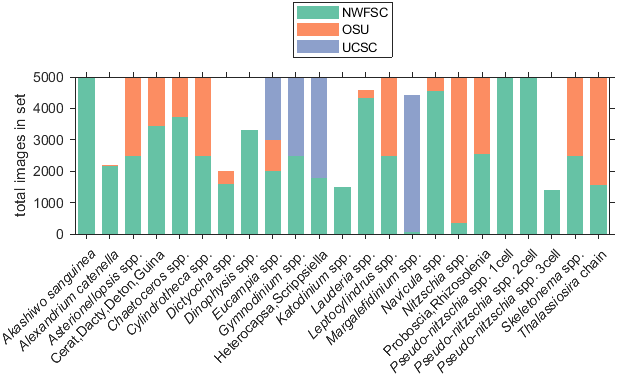 NWFSC
OSU
UCSC
total images in set
5000
4000
3000
2000
1000
0
Akashiwo sanguinea
Alexandrium catenella
Asterionellopsis spp.
Cerat,Dacty,Deton,Guina
Chaetoceros spp.
Cylindrotheca spp.
Dictyocha spp.
Dinophysis spp.
Eucampia spp.
Gymnodinium spp.
Heterocapsa,Scrippsiella
Katodinium spp.
Lauderia spp.
Leptocylindrus spp.
Margalefidinium spp.
Navicula spp.
Nitzschia spp.
Proboscia,Rhizosolenia
Pseudo-nitzschia spp. 1cell
Pseudo-nitzschia spp. 2cell
Pseudo-nitzschia spp. 3cell
Skeletonema spp.
Thalassiosira chain